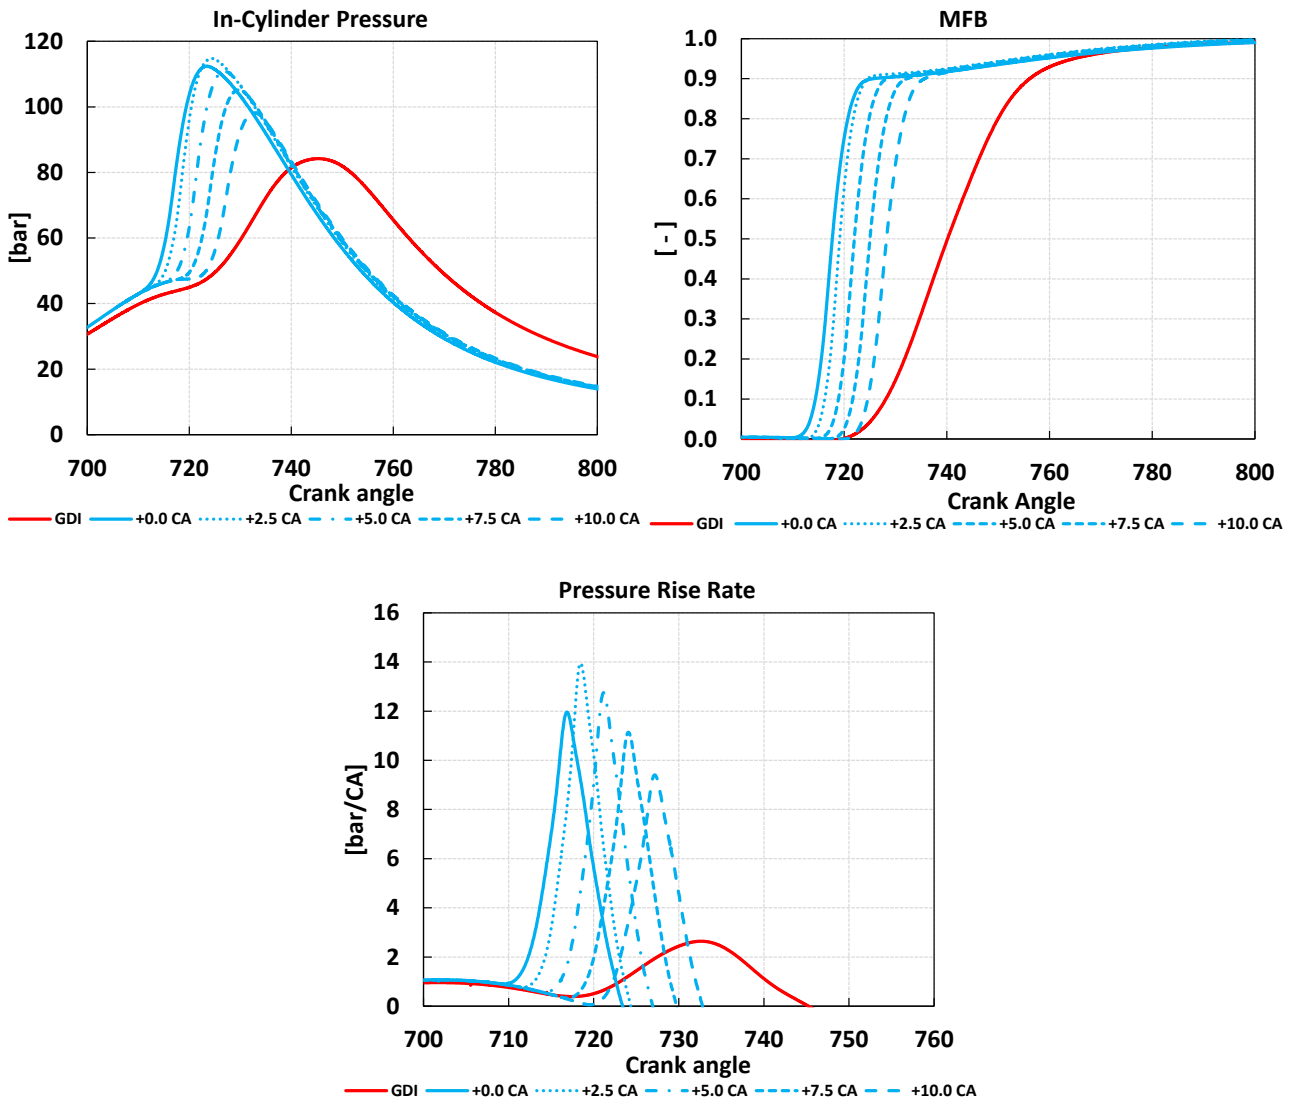 In-Cylinder Pressure
120
100
80
60
40
20
0
[bar]
700 720 740 760 780 800
Crank angle
GDI +0.0 CA +2.5 CA +5.0 CA +7.5 CA +10.0 CA
MFB
1.0
0.9
0.8
0.7
0.6
0.5
0.4
0.3
0.2
0.1
0.0
[ - ]
700 720 740 760 780 800
Crank Angle
GDI +0.0 CA +2.5 CA +5.0 CA +7.5 CA +10.0 CA
Pressure Rise Rate
16
14
12
10
8
6
4
2
0
[bar/CA]
700 710 720 730 740 750 760
Crank angle
GDI +0.0 CA +2.5 CA +5.0 CA +7.5 CA +10.0 CA